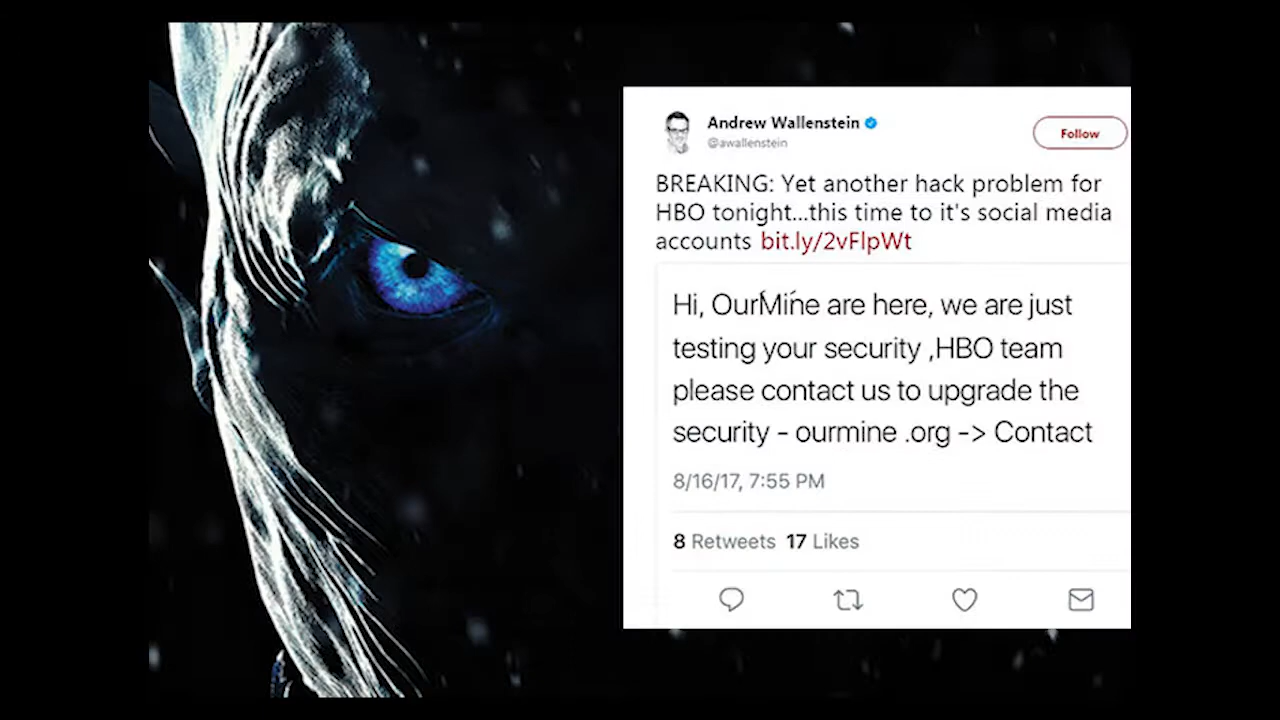 Andrew Wallenstein
@awallenstein
Follow
BREAKING: Yet another hack problem for
HBO tonight...this time to it's social media
accounts bit.ly/2vFlpWt
Hi, OurMine are here, we are just
testing your security ,HBO team
please contact us to upgrade the
security - ourmine .org -> Contact
8/16/17, 7:55 PM
8 Retweets 17 Likes